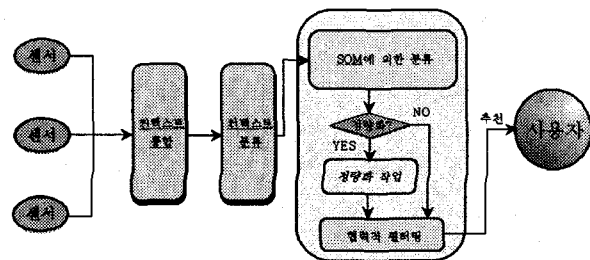 센서
센서
센서
컨텍스트
통합
컨텍스트
분류
SOM에 의한 분류
NO
YES
정량화 작업
협력적 필터링
추천
사용자